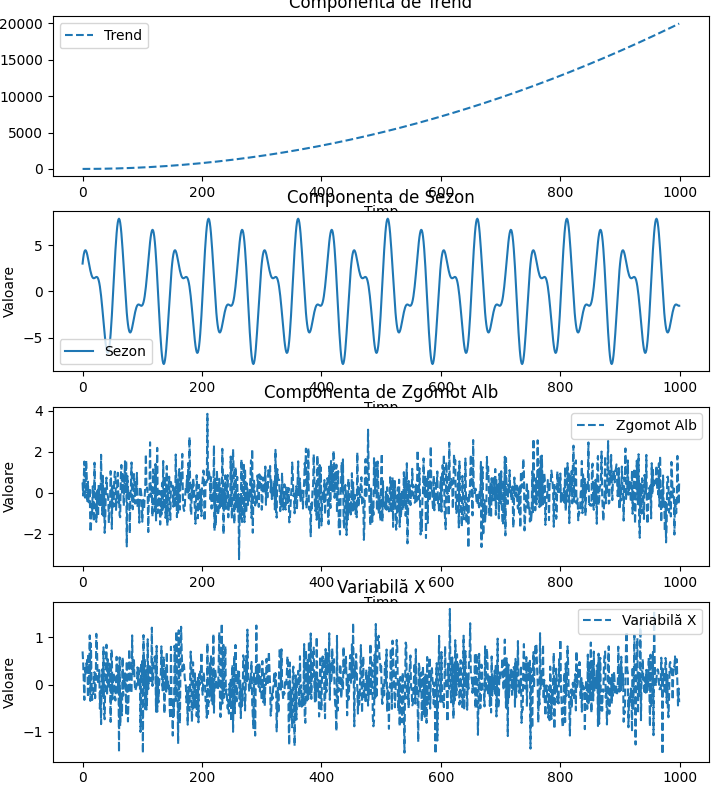 Componenta de Trend
20000
Trend
15000
10000
5000
0
0 200 400 600 800 1000
Timp
Componenta de Sezon
5
Valoare
0
−5
Sezon
0 200 400 600 800 1000
Timp
Componenta de Zgomot Alb
4
Zgomot Alb
2
Valoare
0
−2
0 200 400 600 800 1000
Timp
Variabilă X
Variabilă X
1
Valoare
0
−1
0 200 400 600 800 1000